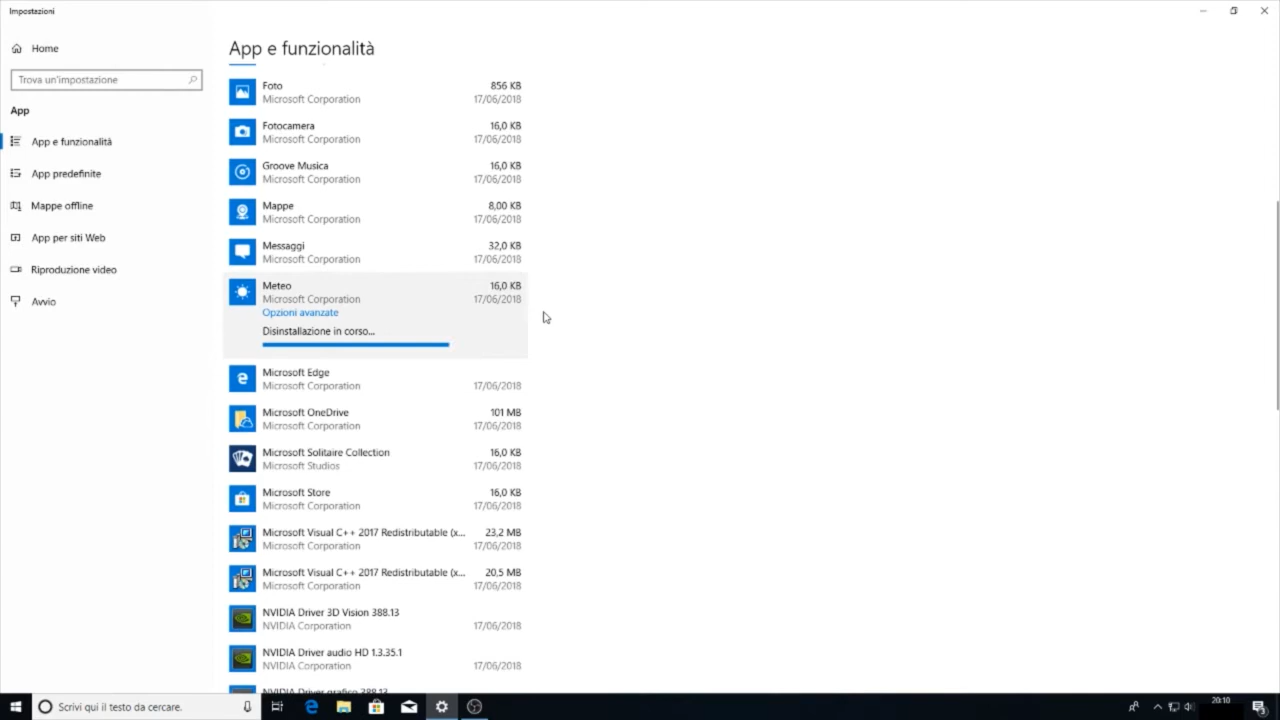 Impostazioni
Home
Trova un'impostazione
App
App e funzionalità
App predefinite
Mappe offline
App per siti Web
Riproduzione video
Avvio
App e funzionalità
Foto 856 KB
Microsoft Corporation 17/06/2018
Fotocamera 16,0 KB
Microsoft Corporation 17/06/2018
Groove Musica 16,0 KB
Microsoft Corporation 17/06/2018
Mappe 8,00 KB
Microsoft Corporation 17/06/2018
Messaggi 32,0 KB
Microsoft Corporation 17/06/2018
Meteo 16,0 KB
Microsoft Corporation 17/06/2018
Opzioni avanzate
Disinstallazione in corso...
Microsoft Edge
Microsoft Corporation 17/06/2018
Microsoft OneDrive 101 MB
Microsoft Corporation 17/06/2018
Microsoft Solitaire Collection 16,0 KB
Microsoft Studios 17/06/2018
Microsoft Store 16,0 KB
Microsoft Corporation 17/06/2018
Microsoft Visual C++ 2017 Redistributable (x... 23,2 MB
Microsoft Corporation 17/06/2018
Microsoft Visual C++ 2017 Redistributable (x... 20,5 MB
Microsoft Corporation 17/06/2018
NVIDIA Driver 3D Vision 388.13
NVIDIA Corporation 17/06/2018
NVIDIA Driver audio HD 1.3.35.1
NVIDIA Corporation 17/06/2018
NVIDIA Driver grafico 388.13
Scrivi qui il testo da cercare.
20:10